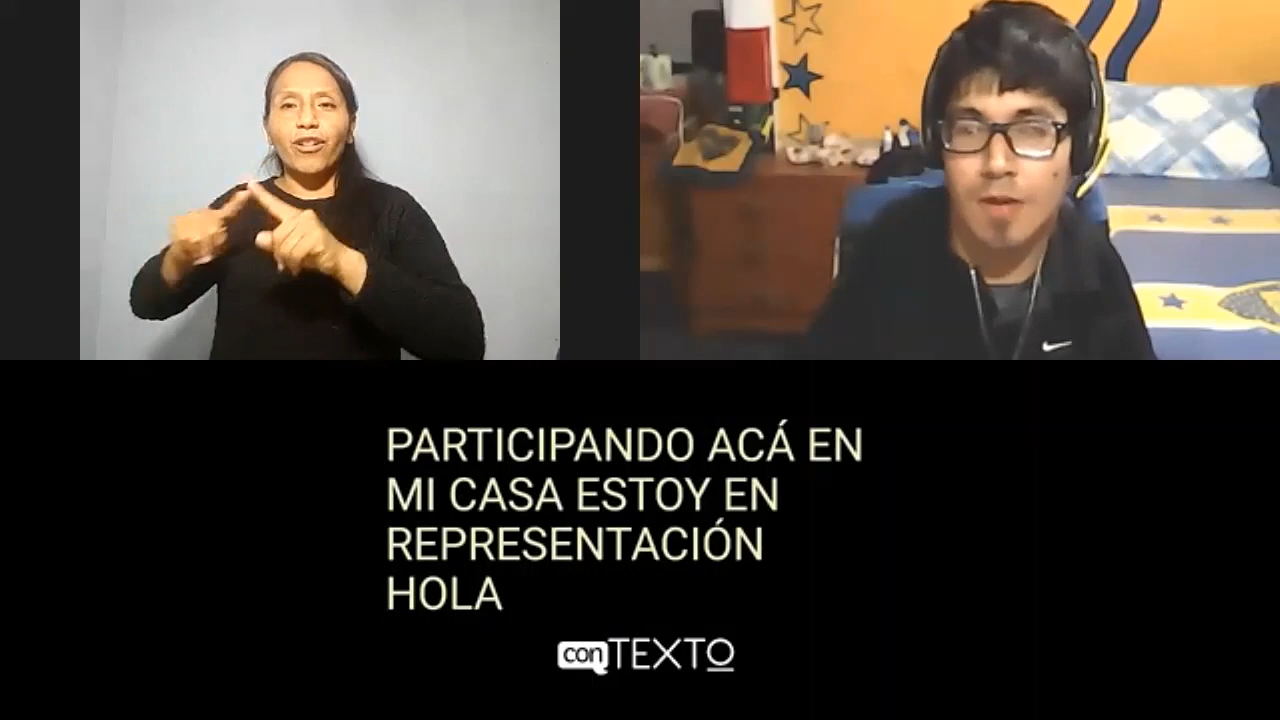 PARTICIPANDO ACÁ EN
MI CASA ESTOY EN
REPRESENTACIÓN
HOLA
conTEXTO